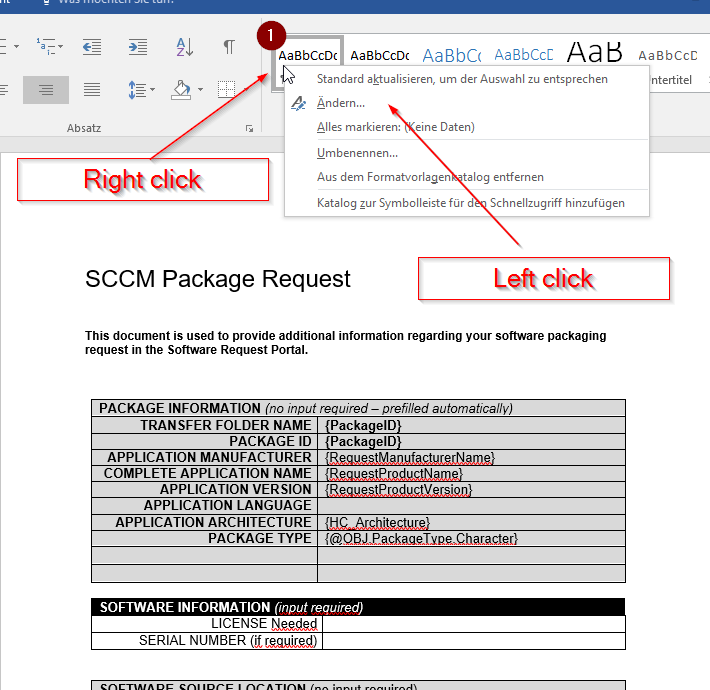 Was möchten Sie tun?
1
AaBbCcDc AaBbCcDc AaBbCc AaBbCcD AaB AaBbCcD
Untertitel
Absatz
Standard aktualisieren, um der Auswahl zu entsprechen
Ändern...
Alles markieren: (Keine Daten)
Umbenennen...
Aus dem Formatvorlagenkatalog entfernen
Katalog zur Symbolleiste für den Schnellzugriff hinzufügen
Right click
Left click
SCCM Package Request
This document is used to provide additional information regarding your software packaging
request in the Software Request Portal.
PACKAGE INFORMATION (no input required – prefilled automatically)
TRANSFER FOLDER NAME {PackageID}
PACKAGE ID {PackageID}
APPLICATION MANUFACTURER {RequestManufacturerName}
COMPLETE APPLICATION NAME {RequestProductName}
APPLICATION VERSION {RequestProductVersion}
APPLICATION LANGUAGE
APPLICATION ARCHITECTURE {HC_Architecture}
PACKAGE TYPE {@OBJ.PackageType.Character}
SOFTWARE INFORMATION (input required)
LICENSE Needed
SERIAL NUMBER (if required)
SOFTWARE SOURCE LOCATION (no input required)